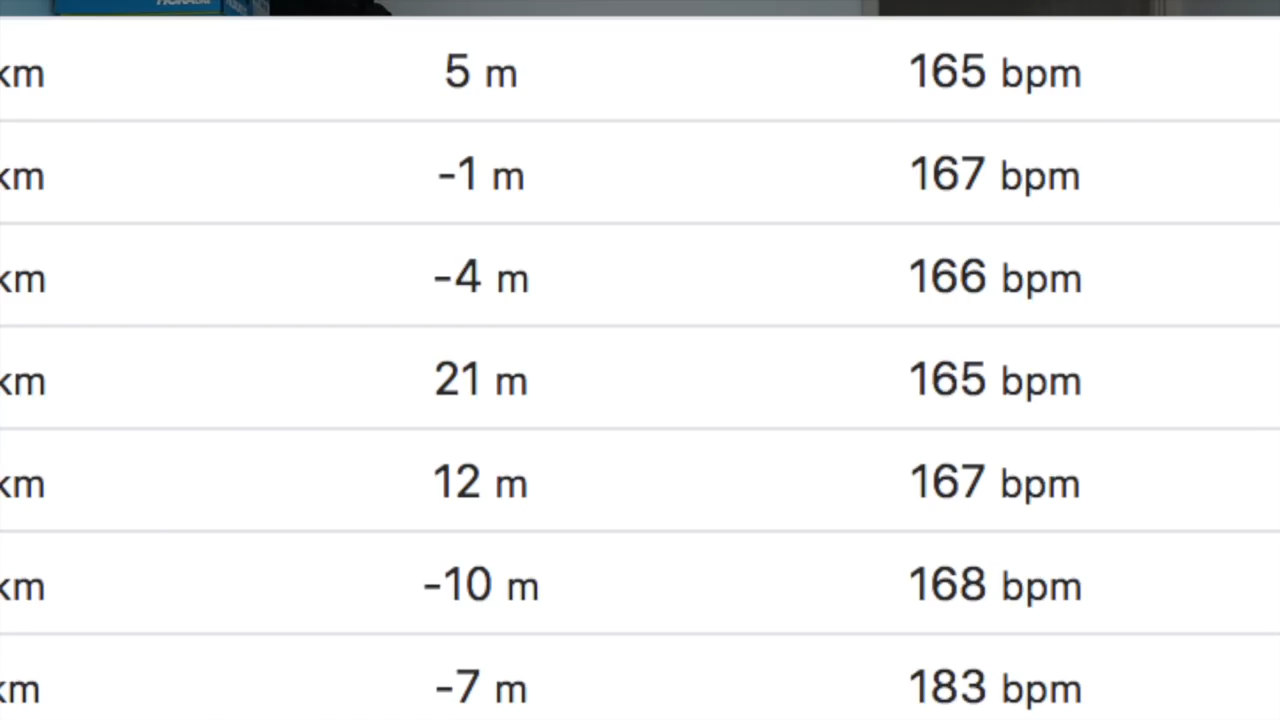 km 5 m 165 bpm
km -1 m 167 bpm
km -4 m 166 bpm
km 21 m 165 bpm
km 12 m 167 bpm
km -10 m 168 bpm
km -7 m 183 bpm